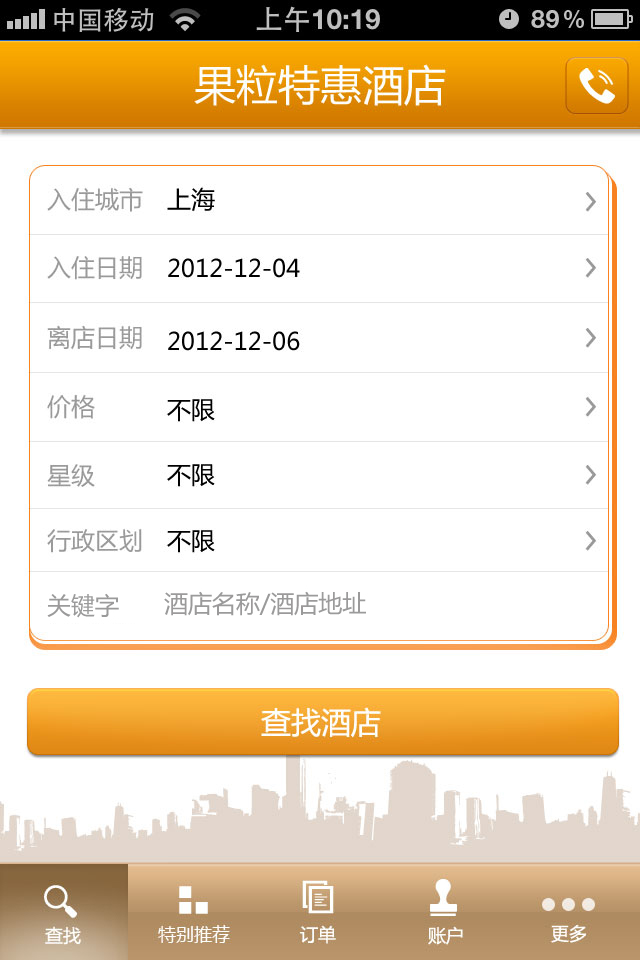 中国移动 上午10:19 89%
果粒特惠酒店
入住城市 上海
入住日期 2012-12-04
离店日期 2012-12-06
价格 不限
星级 不限
行政区划 不限
关键字 酒店名称/酒店地址
查找酒店
查找 特别推荐 订单 账户 更多